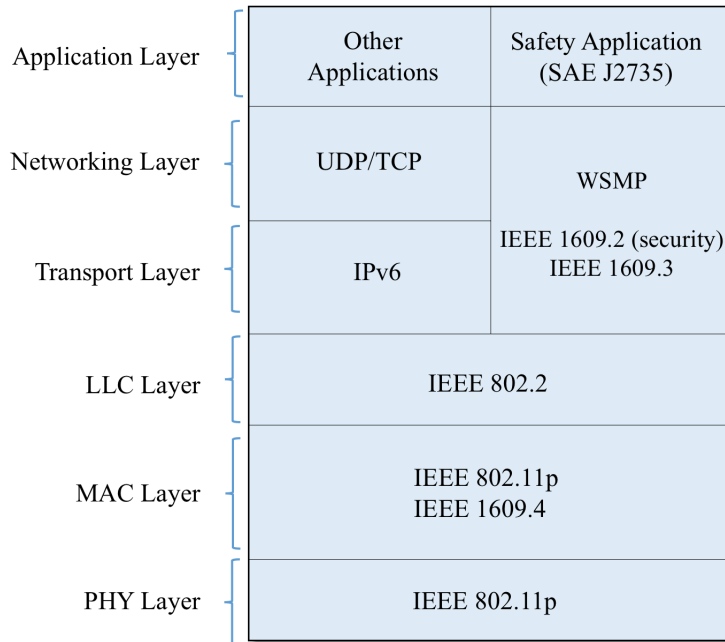 Application Layer
Other
Applications
Safety Application
(SAE J2735)
Networking Layer
UDP/TCP
WSMP
IEEE 1609.2 (security)
IEEE 1609.3
Transport Layer
IPv6
LLC Layer
IEEE 802.2
MAC Layer
IEEE 802.11p
IEEE 1609.4
PHY Layer
IEEE 802.11p